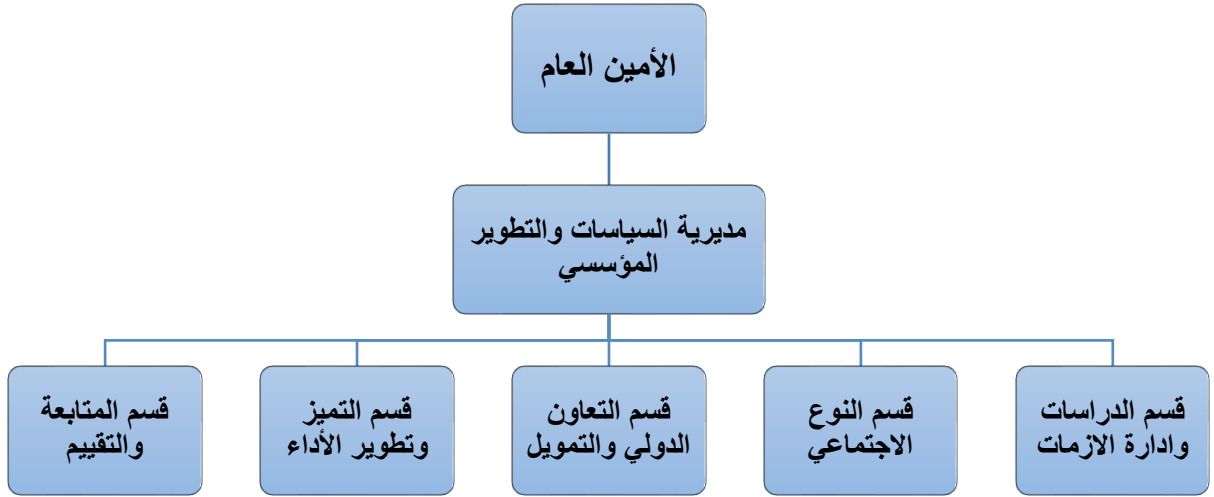 الأمين العام
مديرية السياسات والتطوير
المؤسسي
قسم الدراسات
وادارة الازمات
قسم النوع
الاجتماعي
قسم التعاون
الدولي والتمويل
قسم التميز
وتطوير الأداء
قسم المتابعة
والتقييم